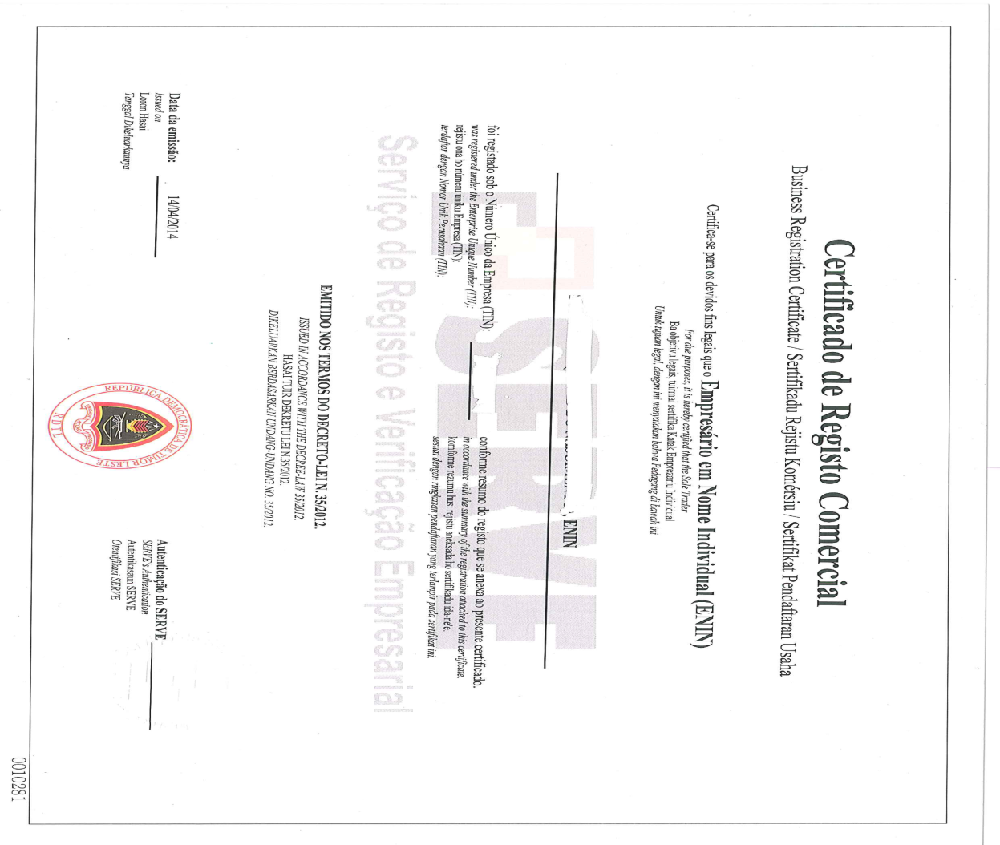 Certificado de Registo Comercial
Business Registration Certificate / Sertifikadu Rejistu Komérsiu / Sertifikat Pendaftaran Usaha
Certifica-se para os devidos fins legais que o Empresário em Nome Individual (ENIN)
For due purposes, it is hereby certified that the Sole Trader
Ba objetivu legais, tuirmai sertifika Katak Emprezariu Individual
Untuk tujuan legal, dengan ini menyatakan bahwa Pedagang di bawah ini
, ENIN
SERVE
Serviço de Registo e Verificação Empresarial
foi registado sob o Número Único da Empresa (TIN):
was registered under the Enterprise Unique Number (TIN):
rejistu ona ho númeru úniku Empresa (TIN):
terdaftar dengan Nomor Unik Perusahaan (TIN):
conforme resumo do registo que se anexa ao presente certificado.
in accordance with the summary of the registration attached to this certificate.
konforme rezumu husi rejistu aneksada ho sertifikadu ida-ne'e.
sesuai dengan ringkasan pendaftaran yang terlampir pada sertifikat ini.
EMITIDO NOS TERMOS DO DECRETO-LEI N. 35/2012.
ISSUED IN ACCORDANCE WITH THE DECREE-LAW 35/2012.
HASAI TUIR DEKRETU LEI N.35/2012.
DIKELUARKAN BERDASARKAN UNDANG-UNDANG NO. 35/2012.
Data da emissão: 14/04/2014
Issued on
Loron Hasai
Tanggal Dikeluarkannya
REPÚBLICA DEMOCRÁTICA DE TIMOR LESTE
RDTL
Autenticação do SERVE
SERVE's Authentication
Autentikasaun SERVE
Otentifikasi SERVE
0010281